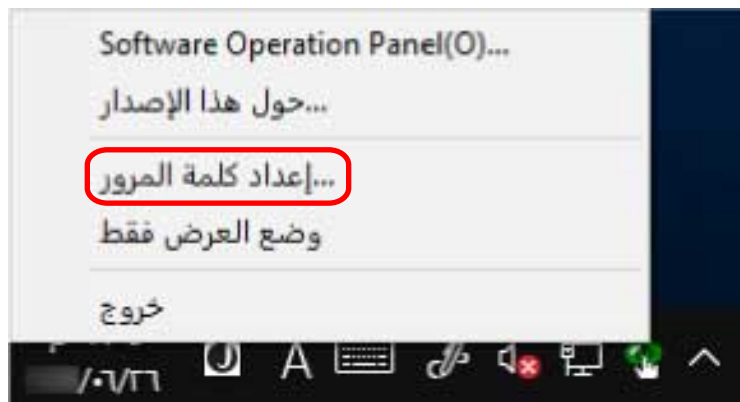 Software Operation Panel(O)...
حول هذا الإصدار...
إعداد كلمة المرور...
وضع العرض فقط
خروج
A
/٠٦/٢٦